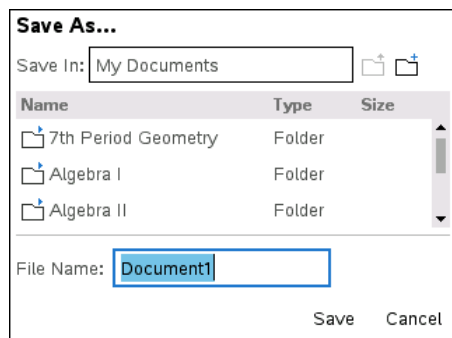 Save As...
Save In: My Documents
Name Type Size
7th Period Geometry Folder
Algebra I Folder
Algebra II Folder
File Name: Document1
Save Cancel